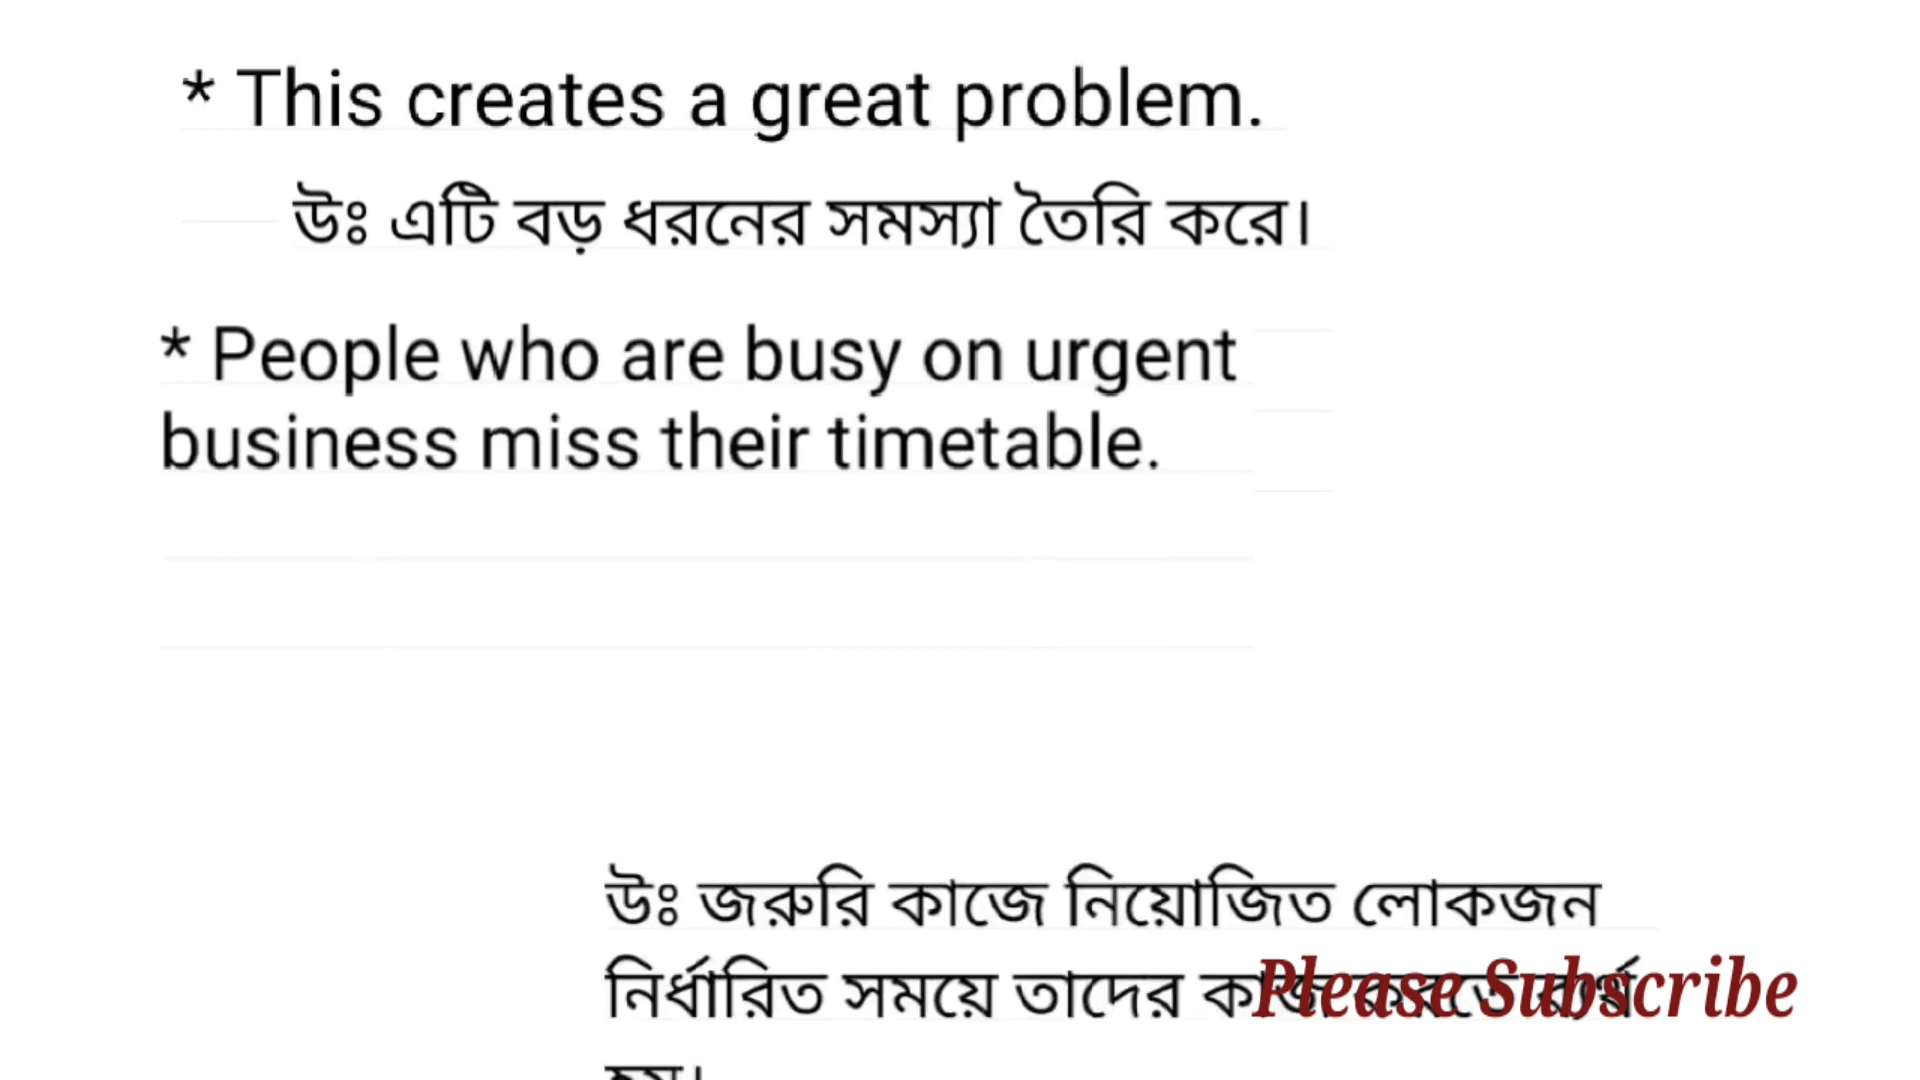 * This creates a great problem.
উঃ এটি বড় ধরনের সমস্যা তৈরি করে।
* People who are busy on urgent
business miss their timetable.
উঃ জরুরি কাজে নিয়োজিত লোকজন
নির্ধারিত সময়ে তাদের
Please Subscribe